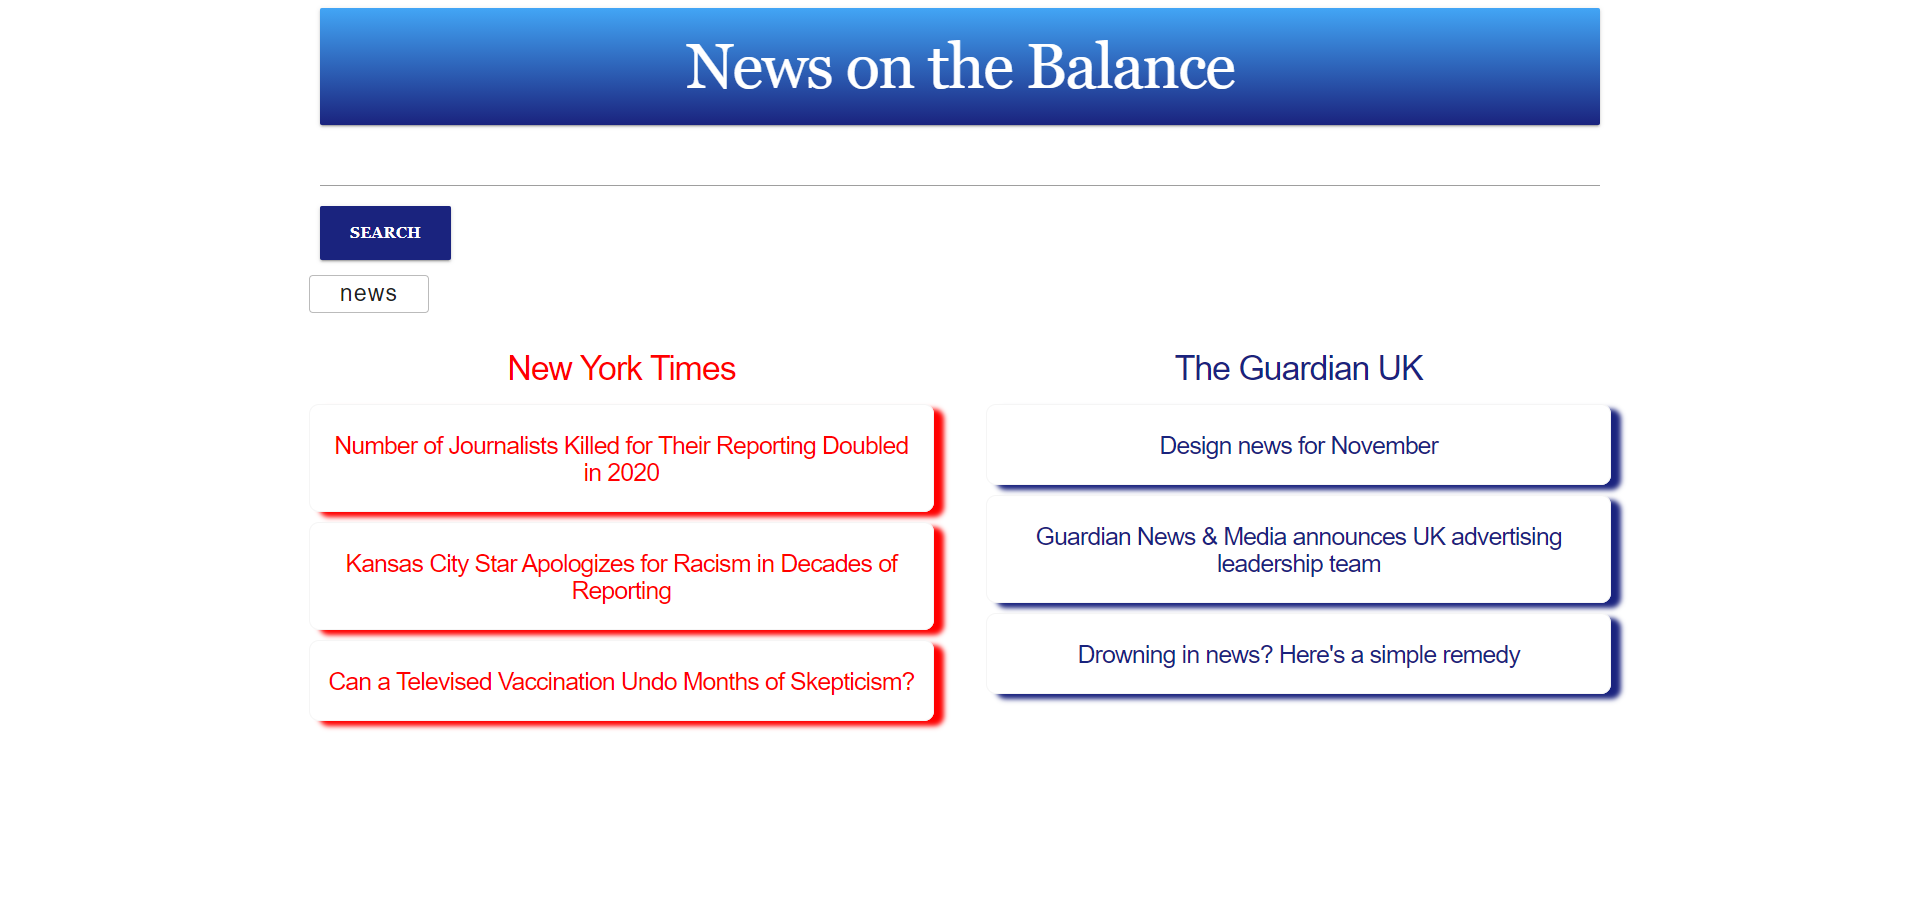 News on the Balance
SEARCH
news
New York Times
Number of Journalists Killed for Their Reporting Doubled
in 2020
Kansas City Star Apologizes for Racism in Decades of
Reporting
Can a Televised Vaccination Undo Months of Skepticism?
The Guardian UK
Design news for November
Guardian News & Media announces UK advertising
leadership team
Drowning in news? Here's a simple remedy